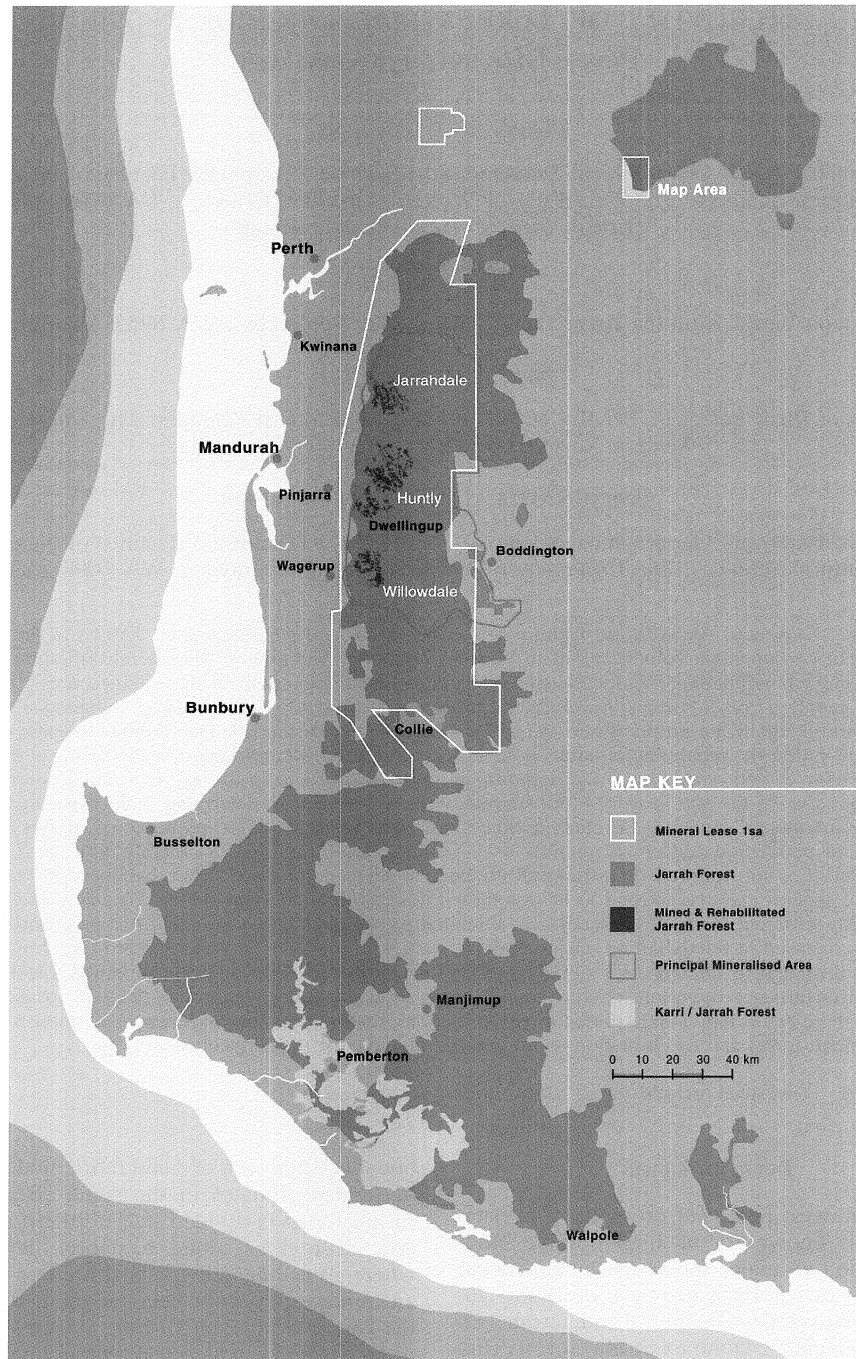 Map Area
Perth
Kwinana
Jarrahdale
Mandurah
Pinjarra
Huntly
Dwellingup
Boddington
Wagerup
Willowdale
Bunbury
Collie
MAP KEY
Mineral Lease 1sa
Busselton
Jarrah Forest
Mined & Rehabilitated
Jarrah Forest
Principal Mineralised Area
Manjimup
Karri / Jarrah Forest
Pemberton
0 10 20 30 40 km
Walpole